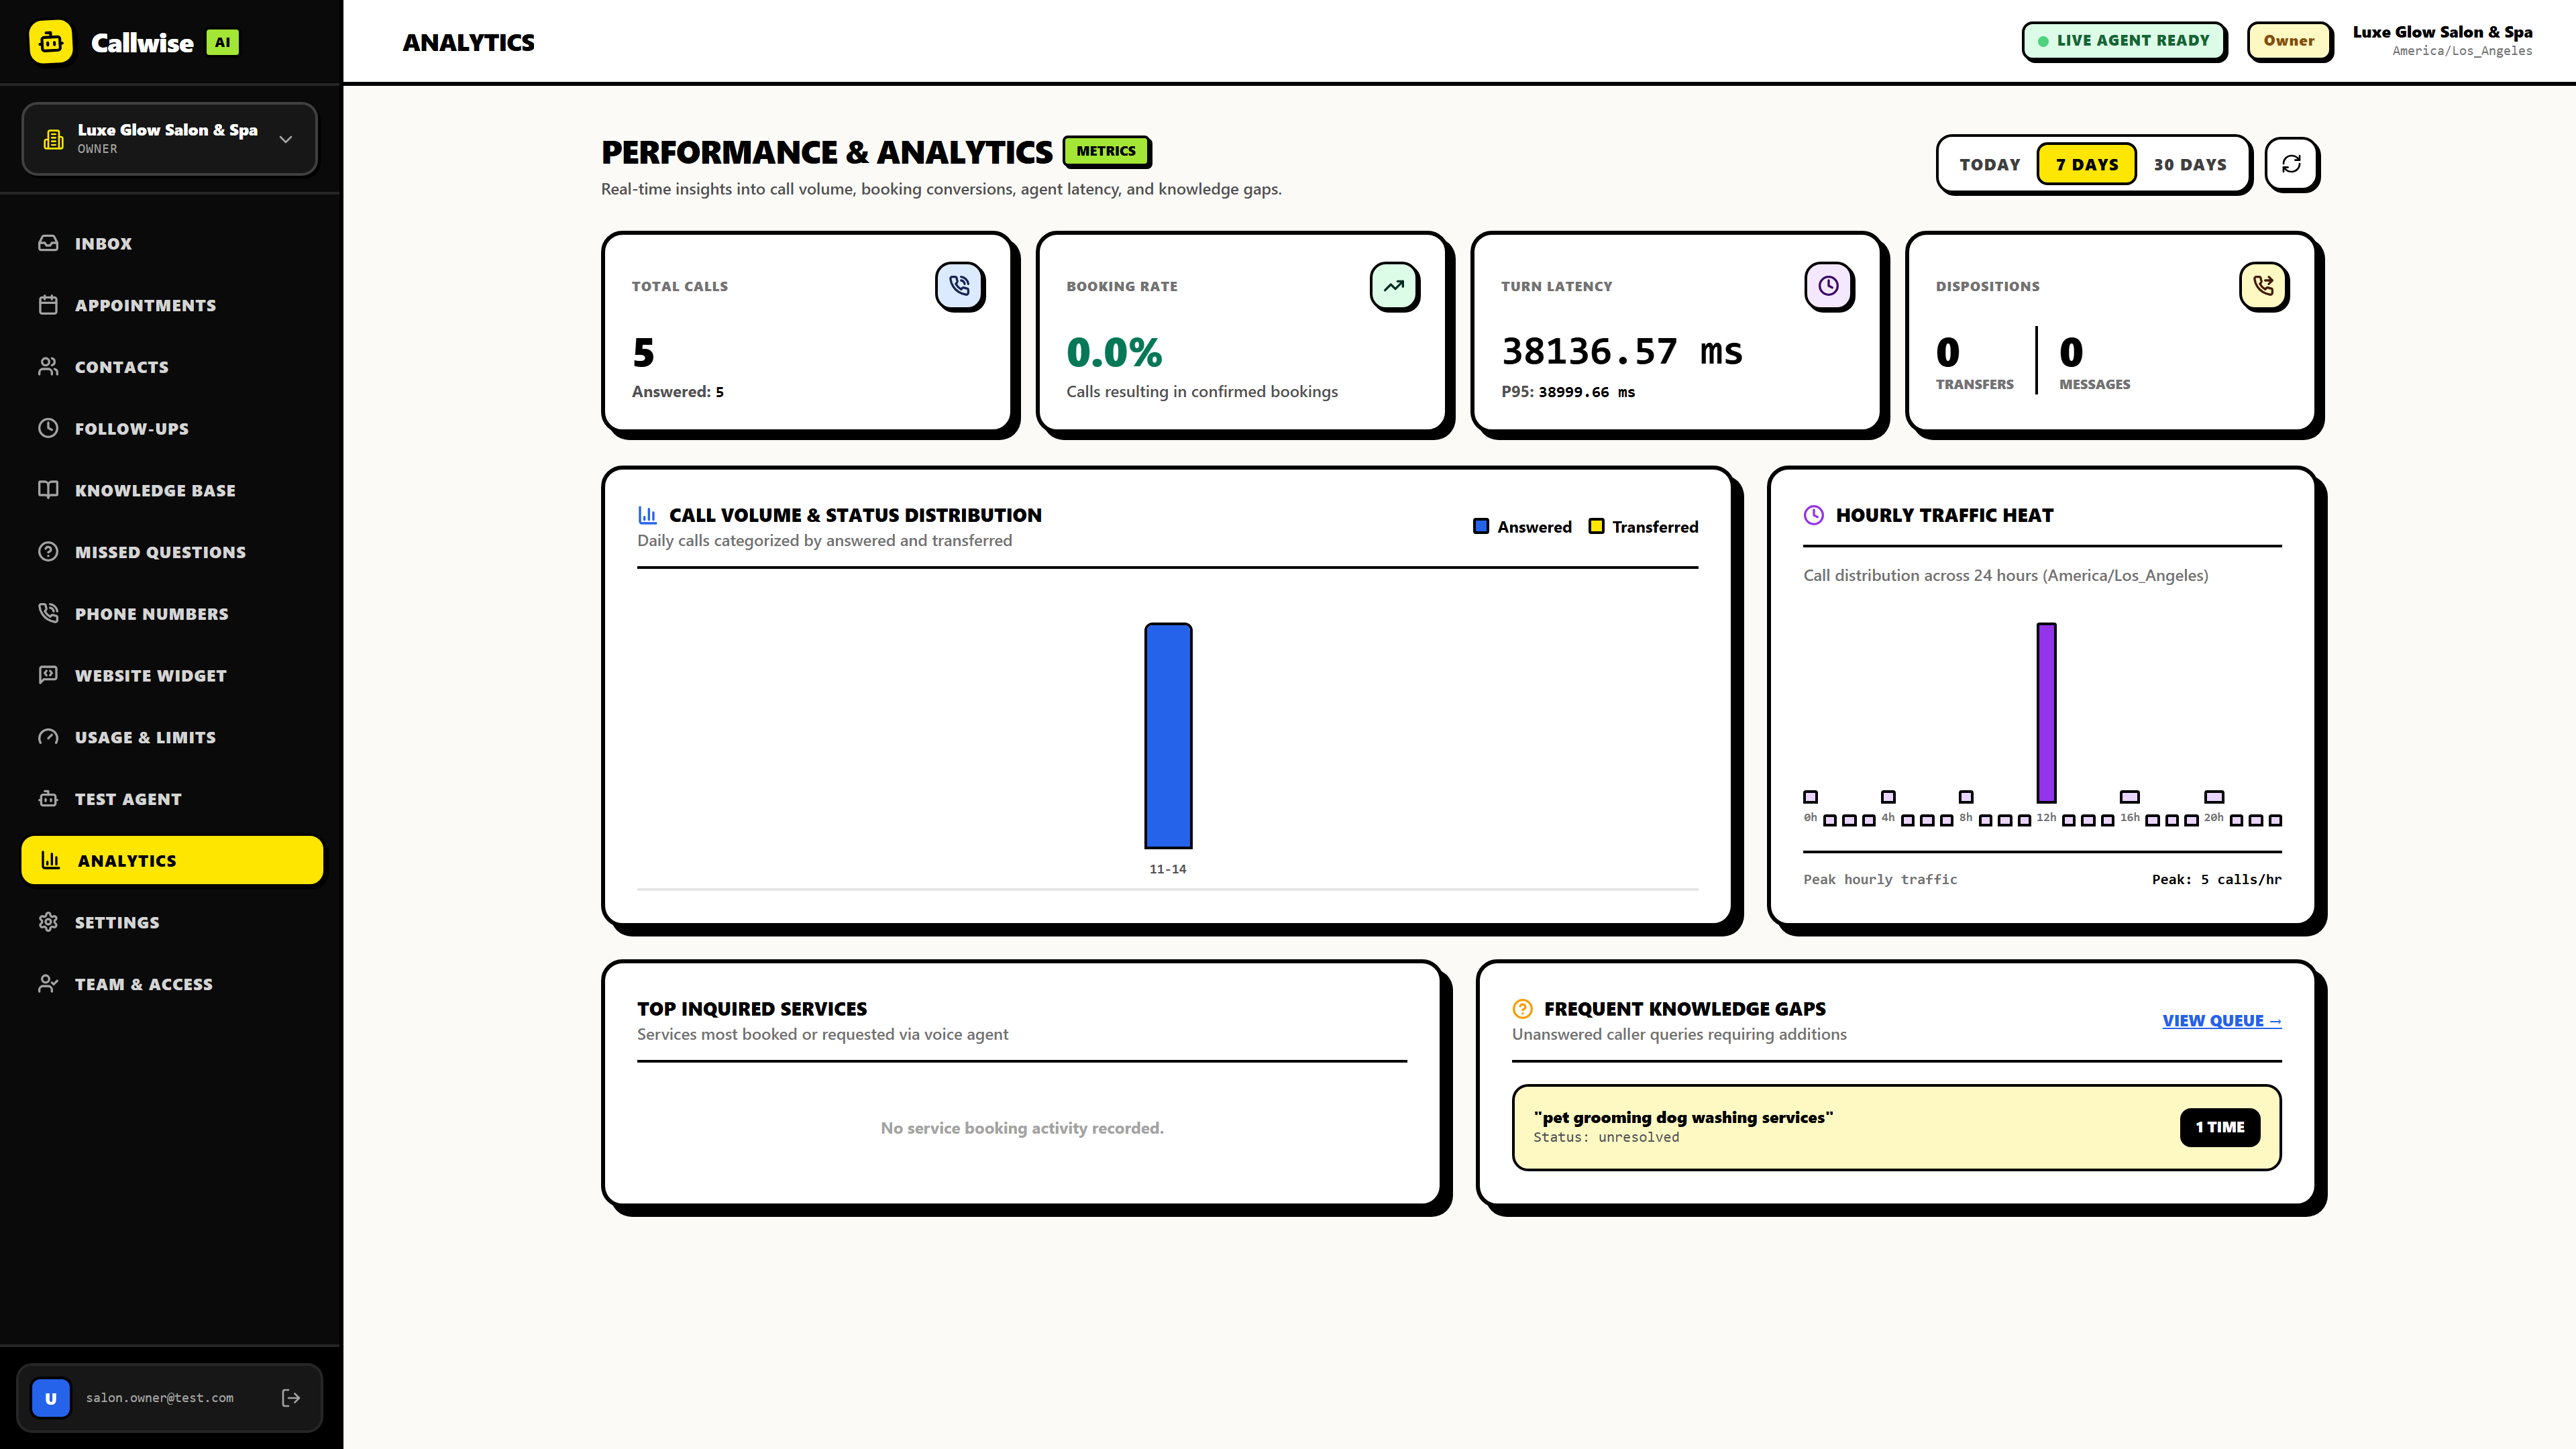 Callwise AI
Luxe Glow Salon & Spa
OWNER
INBOX
APPOINTMENTS
CONTACTS
FOLLOW-UPS
KNOWLEDGE BASE
MISSED QUESTIONS
PHONE NUMBERS
WEBSITE WIDGET
USAGE & LIMITS
TEST AGENT
ANALYTICS
SETTINGS
TEAM & ACCESS
U salon.owner@test.com
ANALYTICS
LIVE AGENT READY
Owner
Luxe Glow Salon & Spa
America/Los_Angeles
PERFORMANCE & ANALYTICS METRICS
Real-time insights into call volume, booking conversions, agent latency, and knowledge gaps.
TODAY 7 DAYS 30 DAYS
TOTAL CALLS
5
Answered: 5
BOOKING RATE
0.0%
Calls resulting in confirmed bookings
TURN LATENCY
38136.57 ms
P95: 38999.66 ms
DISPOSITIONS
0 0
TRANSFERS MESSAGES
CALL VOLUME & STATUS DISTRIBUTION
Daily calls categorized by answered and transferred
Answered Transferred
11-14
HOURLY TRAFFIC HEAT
Call distribution across 24 hours (America/Los_Angeles)
0h 4h 8h 12h 16h 20h
Peak hourly traffic Peak: 5 calls/hr
TOP INQUIRED SERVICES
Services most booked or requested via voice agent
No service booking activity recorded.
FREQUENT KNOWLEDGE GAPS
Unanswered caller queries requiring additions
VIEW QUEUE →
"pet grooming dog washing services"
Status: unresolved
1 TIME